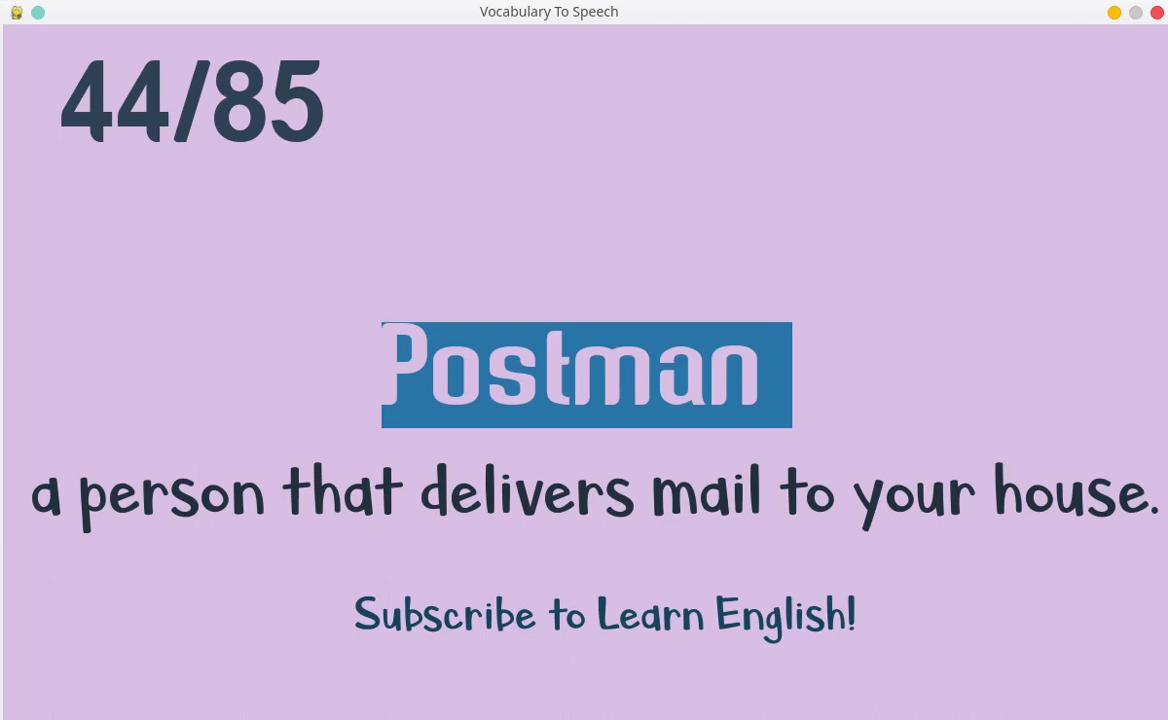 Vocabulary To Speech
44/85
Postman
a person that delivers mail to your house.
Subscribe to Learn English!